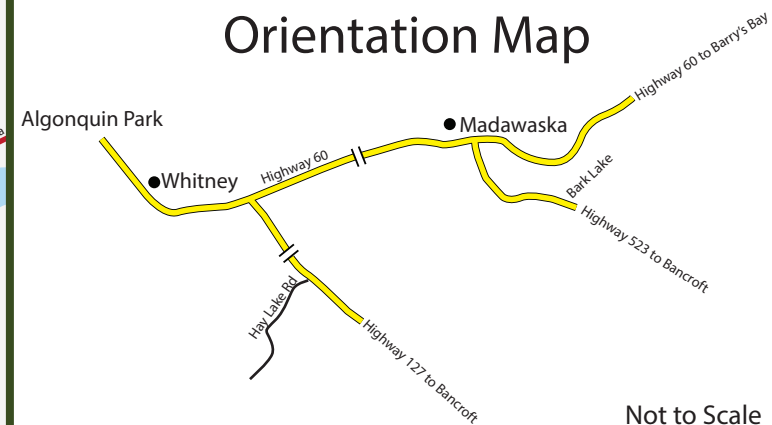 Orientation Map
Highway 60 to Barry's Bay
Algonquin Park
Madawaska
Whitney
Highway 60
Bark Lake
Highway 523 to Bancroft
Hay Lake Rd
Highway 127 to Bancroft
Not to Scale